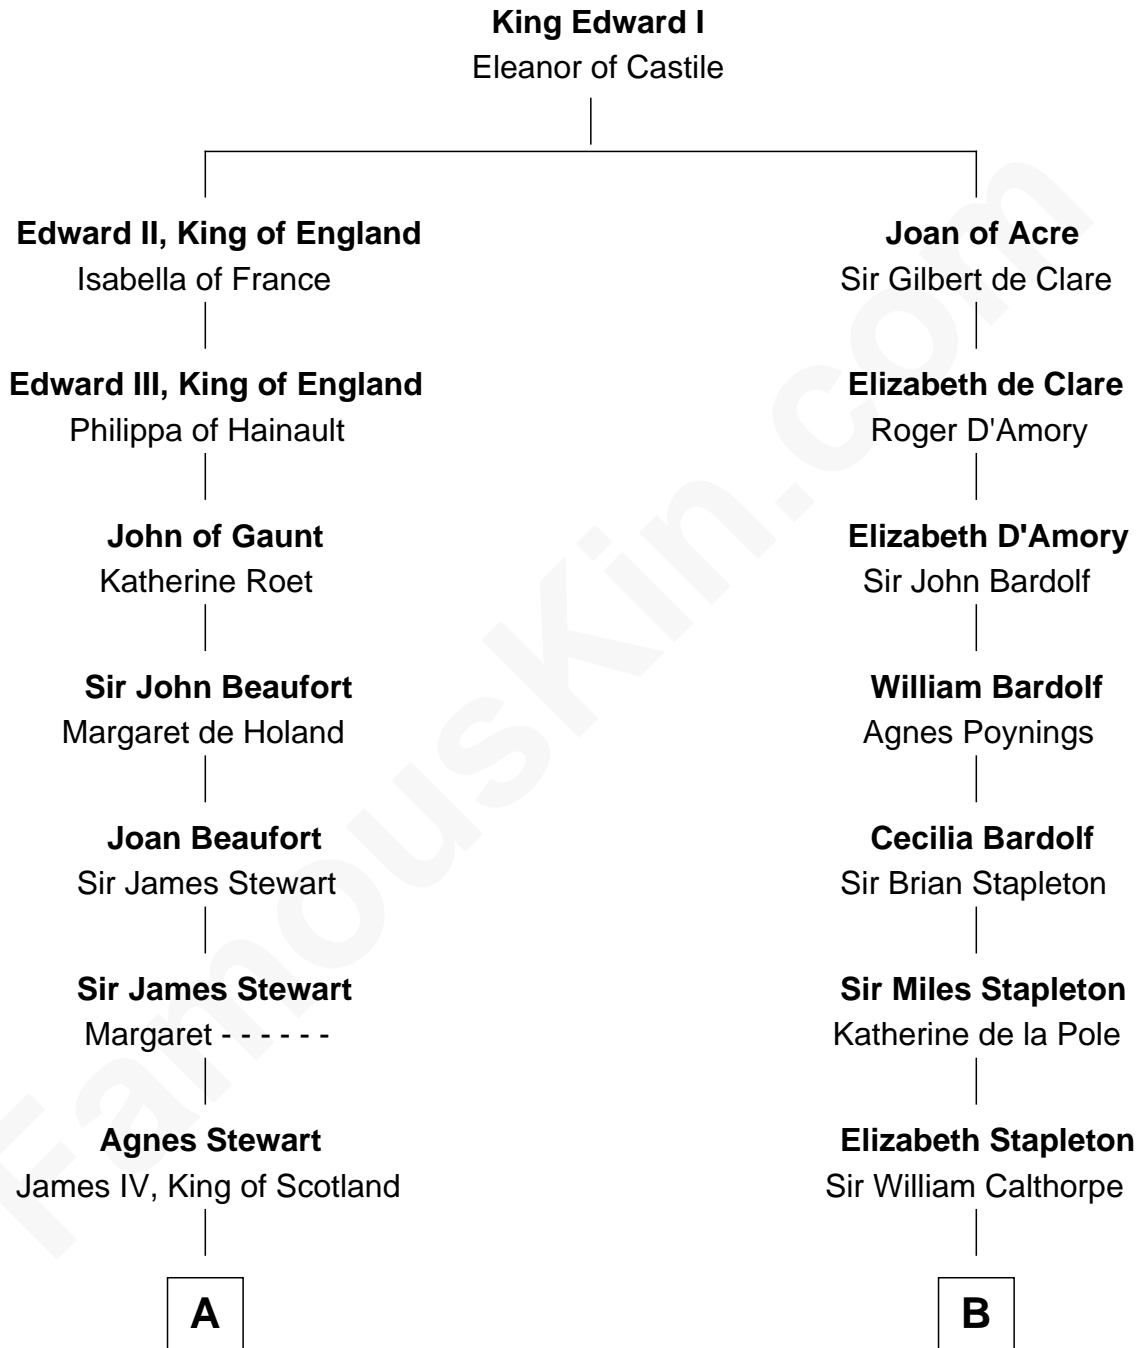 King Edward I
Eleanor of Castile
Edward II, King of England
Isabella of France
Joan of Acre
Sir Gilbert de Clare
Edward III, King of England
Philippa of Hainault
Elizabeth de Clare
Roger D'Amory
John of Gaunt
Katherine Roet
Elizabeth D'Amory
Sir John Bardolf
Sir John Beaufort
Margaret de Holand
William Bardolf
Agnes Poynings
Joan Beaufort
Sir James Stewart
Cecilia Bardolf
Sir Brian Stapleton
Sir James Stewart
Margaret - - - - - -
Sir Miles Stapleton
Katherine de la Pole
Agnes Stewart
James IV, King of Scotland
Elizabeth Stapleton
Sir William Calthorpe
A
B
FamousKin.com